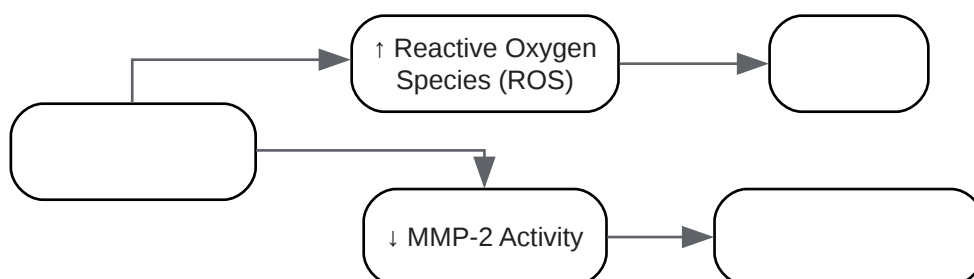 ↑ Reactive Oxygen
Species (ROS)
↓ MMP-2 Activity